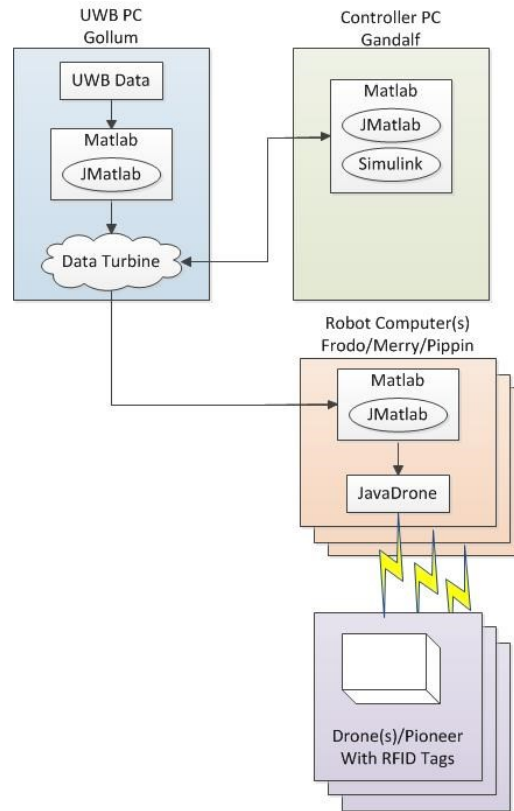 UWB PC
Gollum
UWB Data
Matlab
JMatlab
Data Turbine
Controller PC
Gandalf
Matlab
JMatlab
Simulink
Robot Computer(s)
Frodo/Merry/Pippin
Matlab
JMatlab
JavaDrone
Drone(s)/Pioneer
With RFID Tags